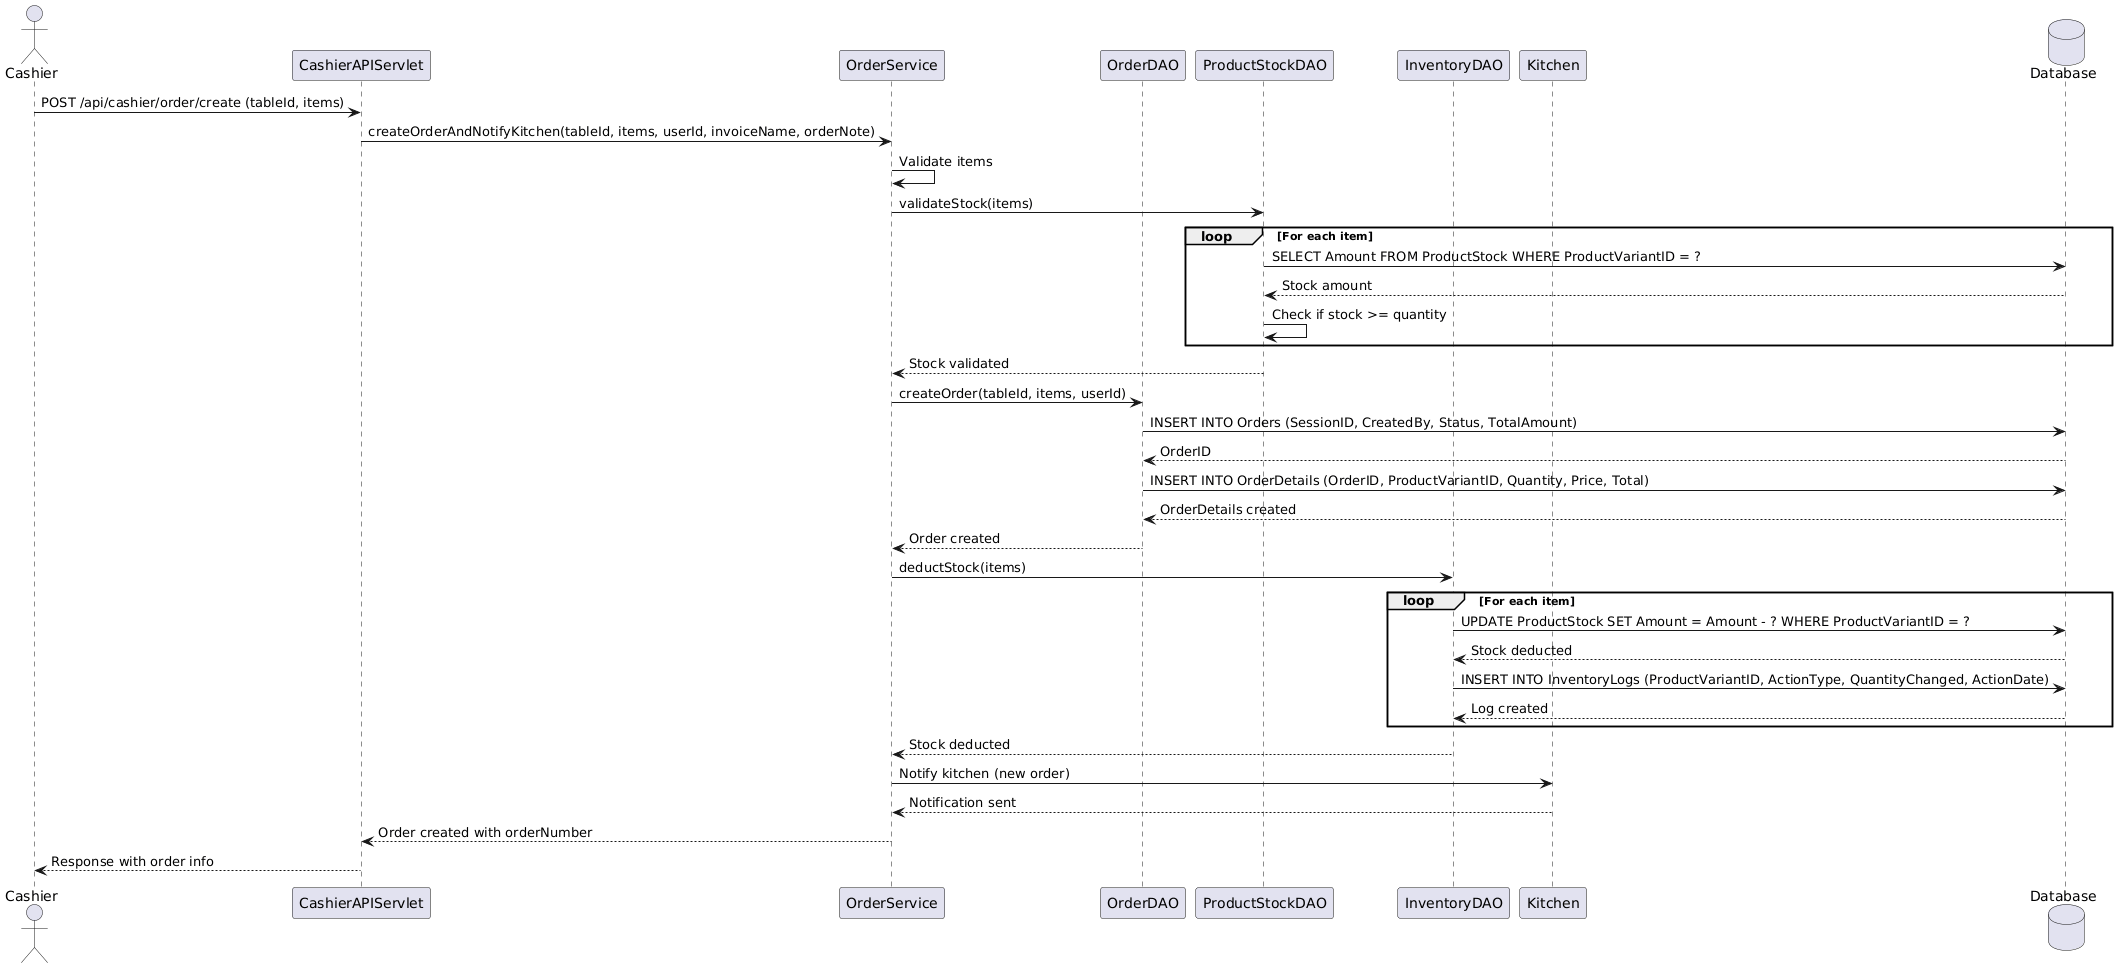 Cashier
CashierAPIServlet
OrderService
OrderDAO
ProductStockDAO
InventoryDAO
Kitchen
Database
POST /api/cashier/order/create (tableId, items)
createOrderAndNotifyKitchen(tableId, items, userId, invoiceName, orderNote)
Validate items
validateStock(items)
loop [For each item]
SELECT Amount FROM ProductStock WHERE ProductVariantID = ?
Stock amount
Check if stock >= quantity
Stock validated
createOrder(tableId, items, userId)
INSERT INTO Orders (SessionID, CreatedBy, Status, TotalAmount)
OrderID
INSERT INTO OrderDetails (OrderID, ProductVariantID, Quantity, Price, Total)
OrderDetails created
Order created
deductStock(items)
loop [For each item]
UPDATE ProductStock SET Amount = Amount - ? WHERE ProductVariantID = ?
Stock deducted
INSERT INTO InventoryLogs (ProductVariantID, ActionType, QuantityChanged, ActionDate)
Log created
Stock deducted
Notify kitchen (new order)
Notification sent
Order created with orderNumber
Response with order info
Cashier
CashierAPIServlet
OrderService
OrderDAO
ProductStockDAO
InventoryDAO
Kitchen
Database